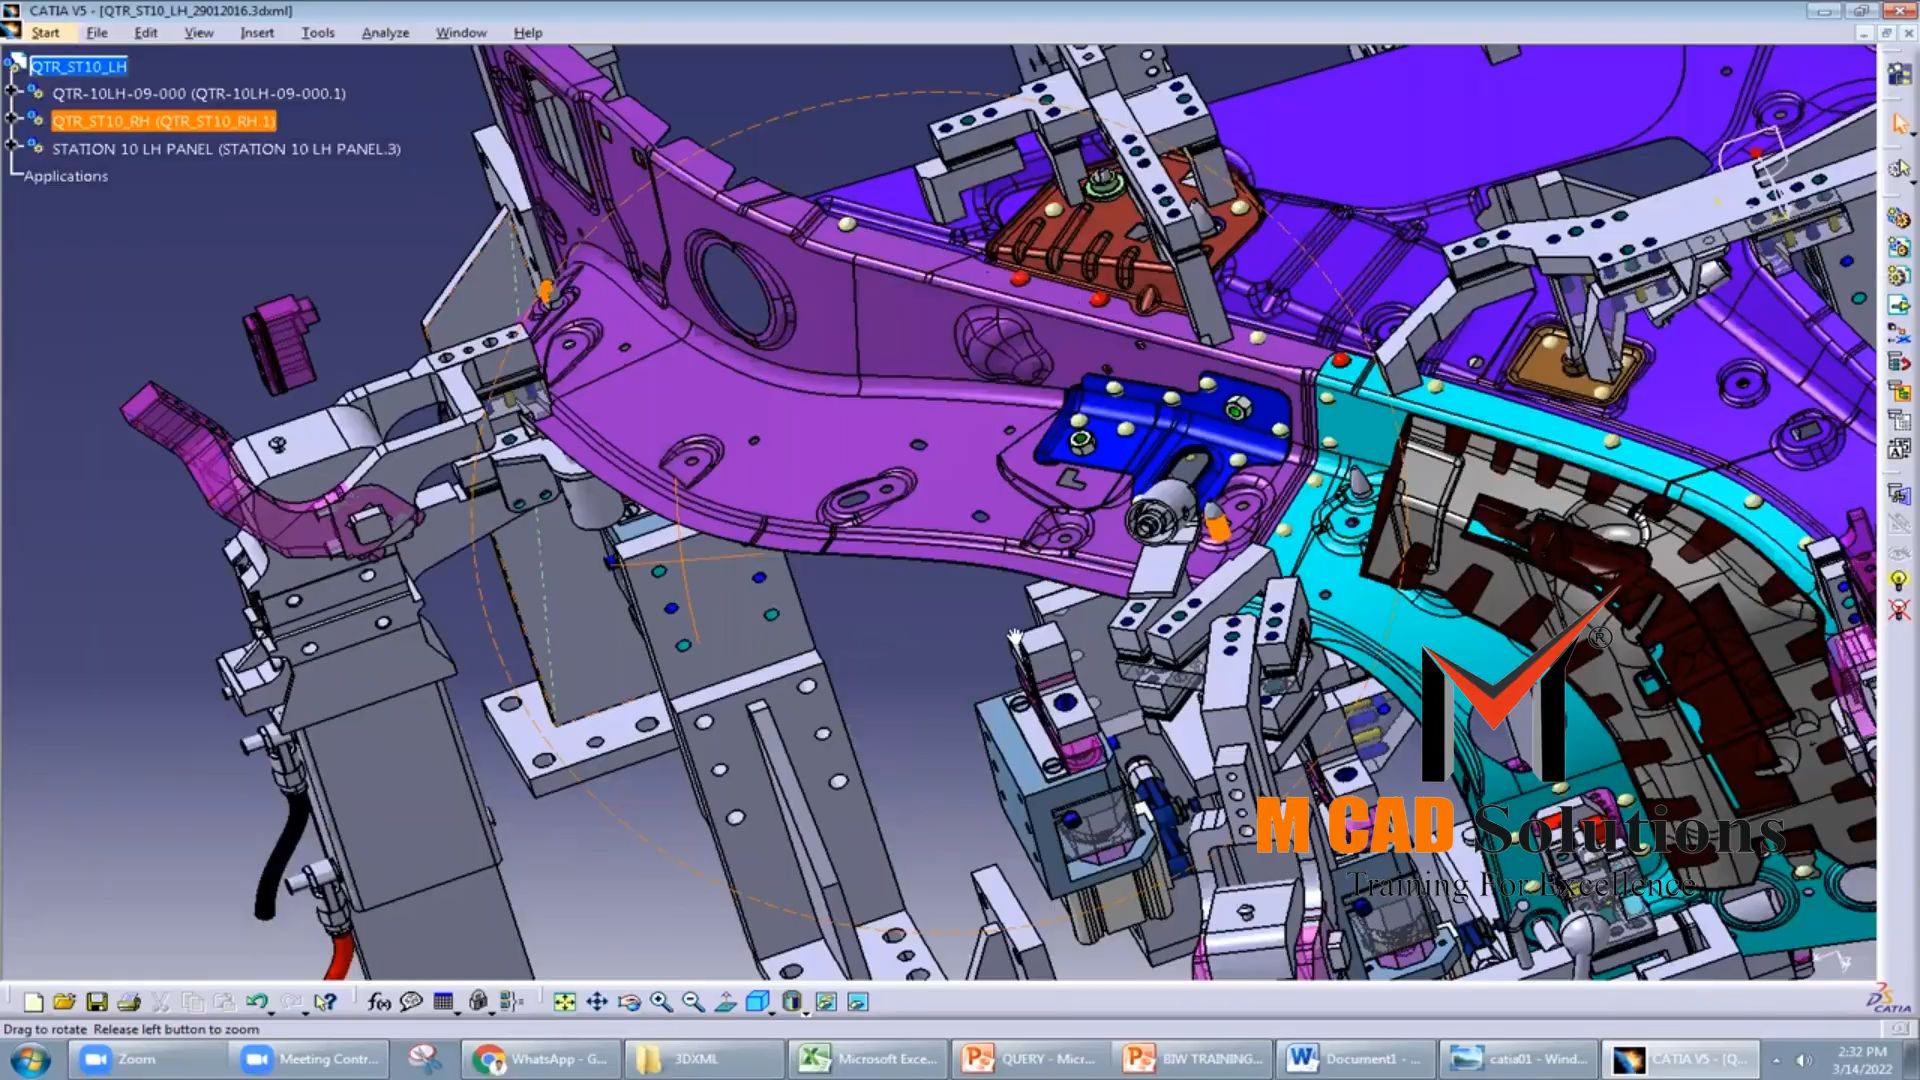 CATIA V5 - [QTR_ST10_LH_29012016.3dxml]
Start File Edit View Insert Tools Analyze Window Help
QTR_ST10_LH
QTR-10LH-09-000 (QTR-10LH-09-000.1)
QTR_ST10_RH (QTR_ST10_RH.1)
STATION 10 LH PANEL (STATION 10 LH PANEL.3)
Applications
®
M CAD Solutions
Training For Excellence
DS CATIA
Drag to rotate Release left button to zoom
Zoom Meeting Contr... WhatsApp - G... 3DXML Microsoft Exce... QUERY - Micr... BIW TRAINING... Document1 - ... catia01 - Wind... CATIA V5 - [Q...
2:32 PM
3/14/2022